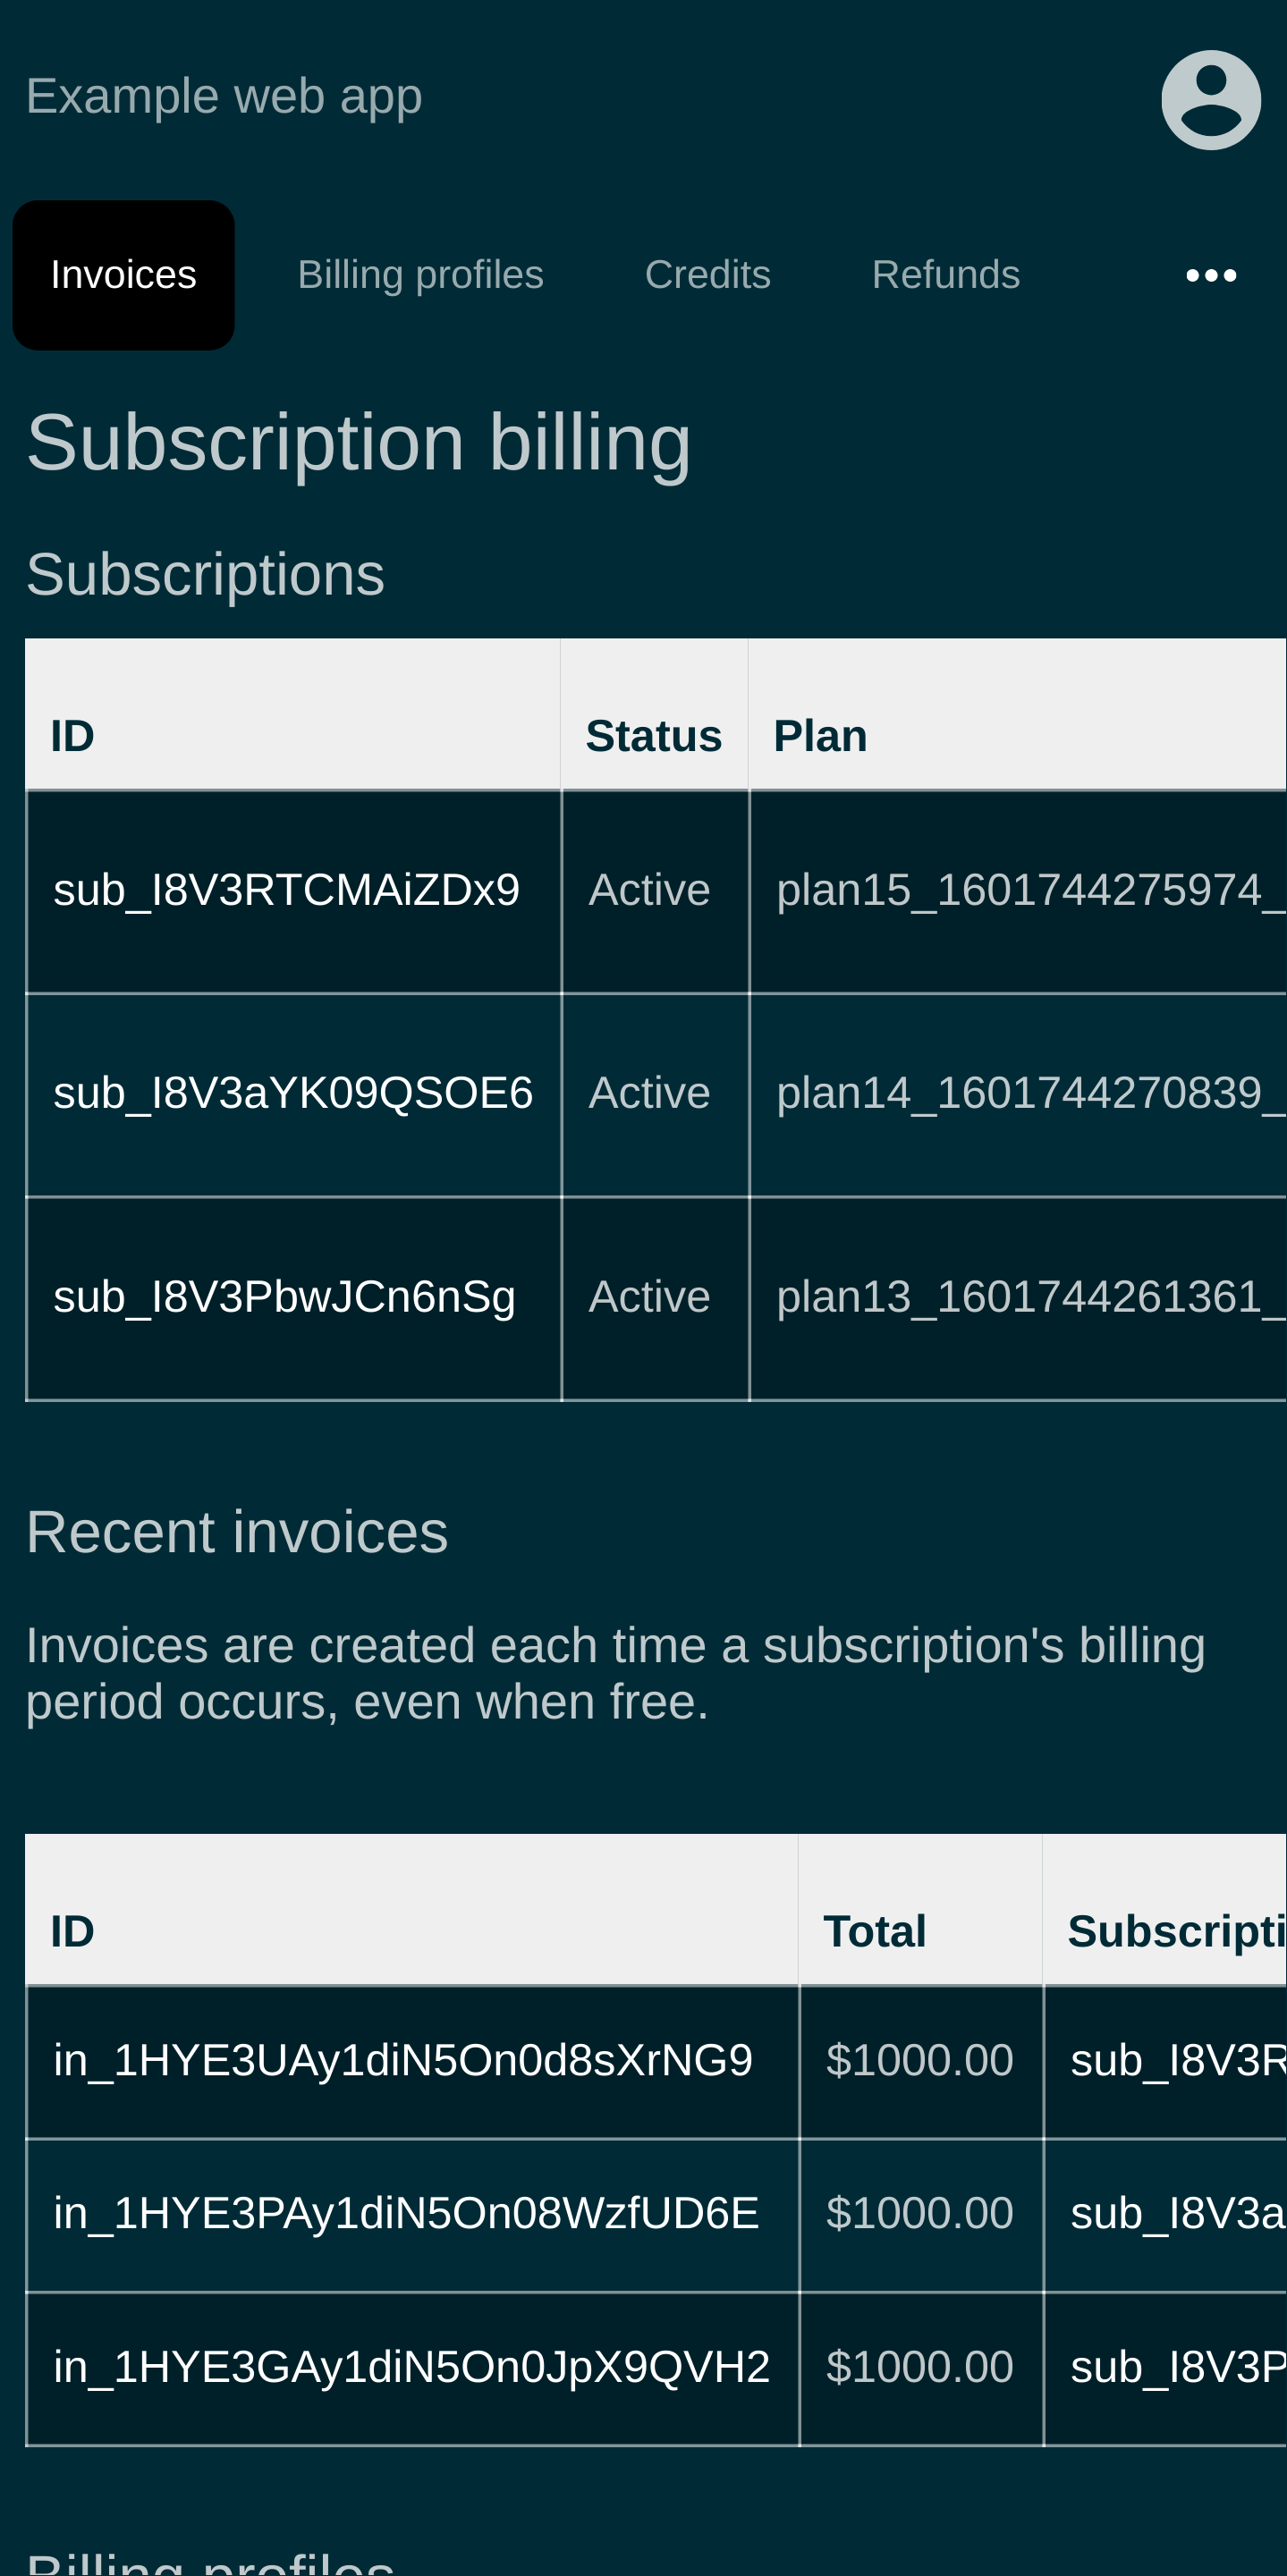 Example web app
Invoices Billing profiles Credits Refunds
Subscription billing
Subscriptions
ID Status Plan
sub_I8V3RTCMAiZDx9 Active plan15_1601744275974_
sub_I8V3aYK09QSOE6 Active plan14_1601744270839_
sub_I8V3PbwJCn6nSg Active plan13_1601744261361_
Recent invoices
Invoices are created each time a subscription's billing
period occurs, even when free.
ID Total Subscripti
in_1HYE3UAy1diN5On0d8sXrNG9 $1000.00 sub_I8V3R
in_1HYE3PAy1diN5On08WzfUD6E $1000.00 sub_I8V3a
in_1HYE3GAy1diN5On0JpX9QVH2 $1000.00 sub_I8V3P
Billing profiles